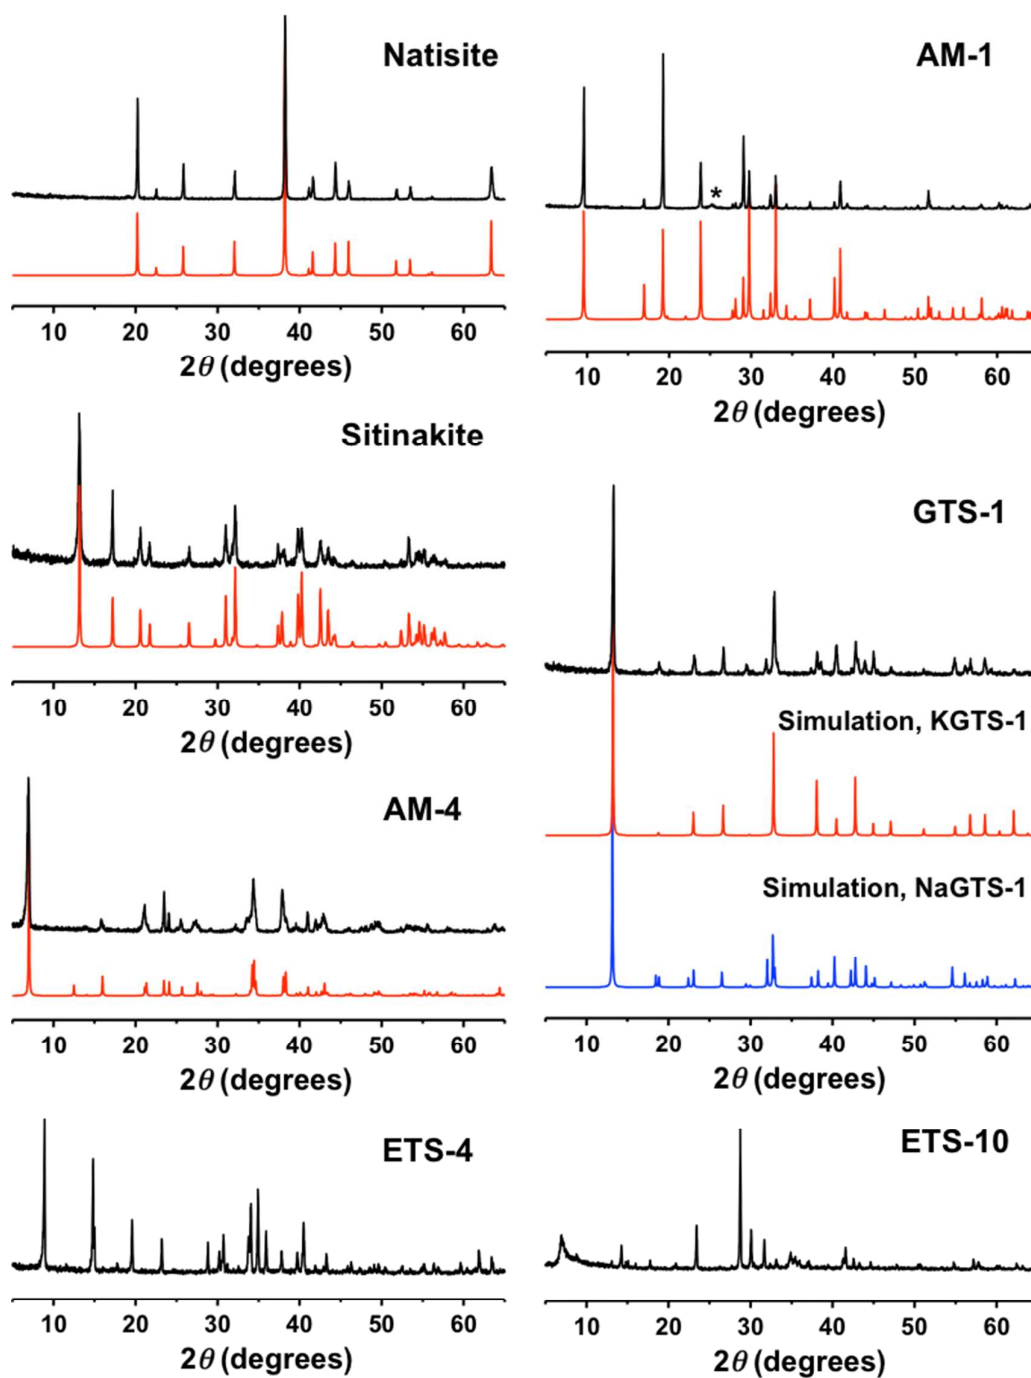 Natisite
10 20 30 40 50 60
2θ (degrees)
AM-1
*
10 20 30 40 50 60
2θ (degrees)
Sitinakite
10 20 30 40 50 60
2θ (degrees)
GTS-1
Simulation, KGTS-1
Simulation, NaGTS-1
10 20 30 40 50 60
2θ (degrees)
AM-4
10 20 30 40 50 60
2θ (degrees)
ETS-4
10 20 30 40 50 60
2θ (degrees)
ETS-10
10 20 30 40 50 60
2θ (degrees)